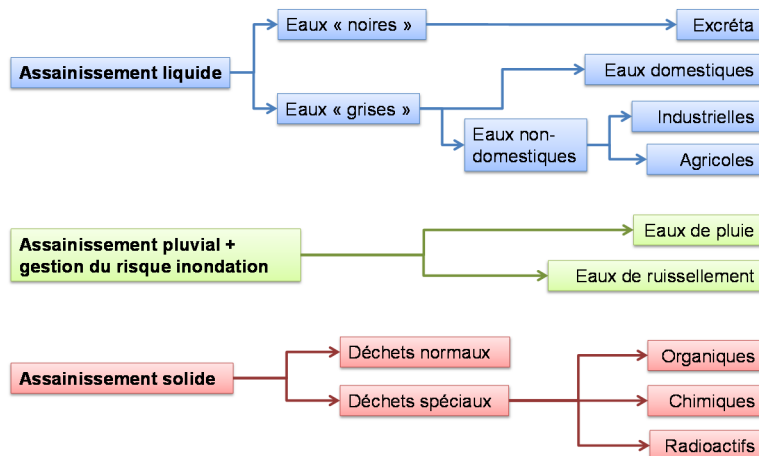 Assainissement liquide
Eaux « noires »
Excréta
Eaux « grises »
Eaux domestiques
Eaux non-
domestiques
Industrielles
Agricoles
Assainissement pluvial +
gestion du risque inondation
Eaux de pluie
Eaux de ruissellement
Assainissement solide
Déchets normaux
Déchets spéciaux
Organiques
Chimiques
Radioactifs